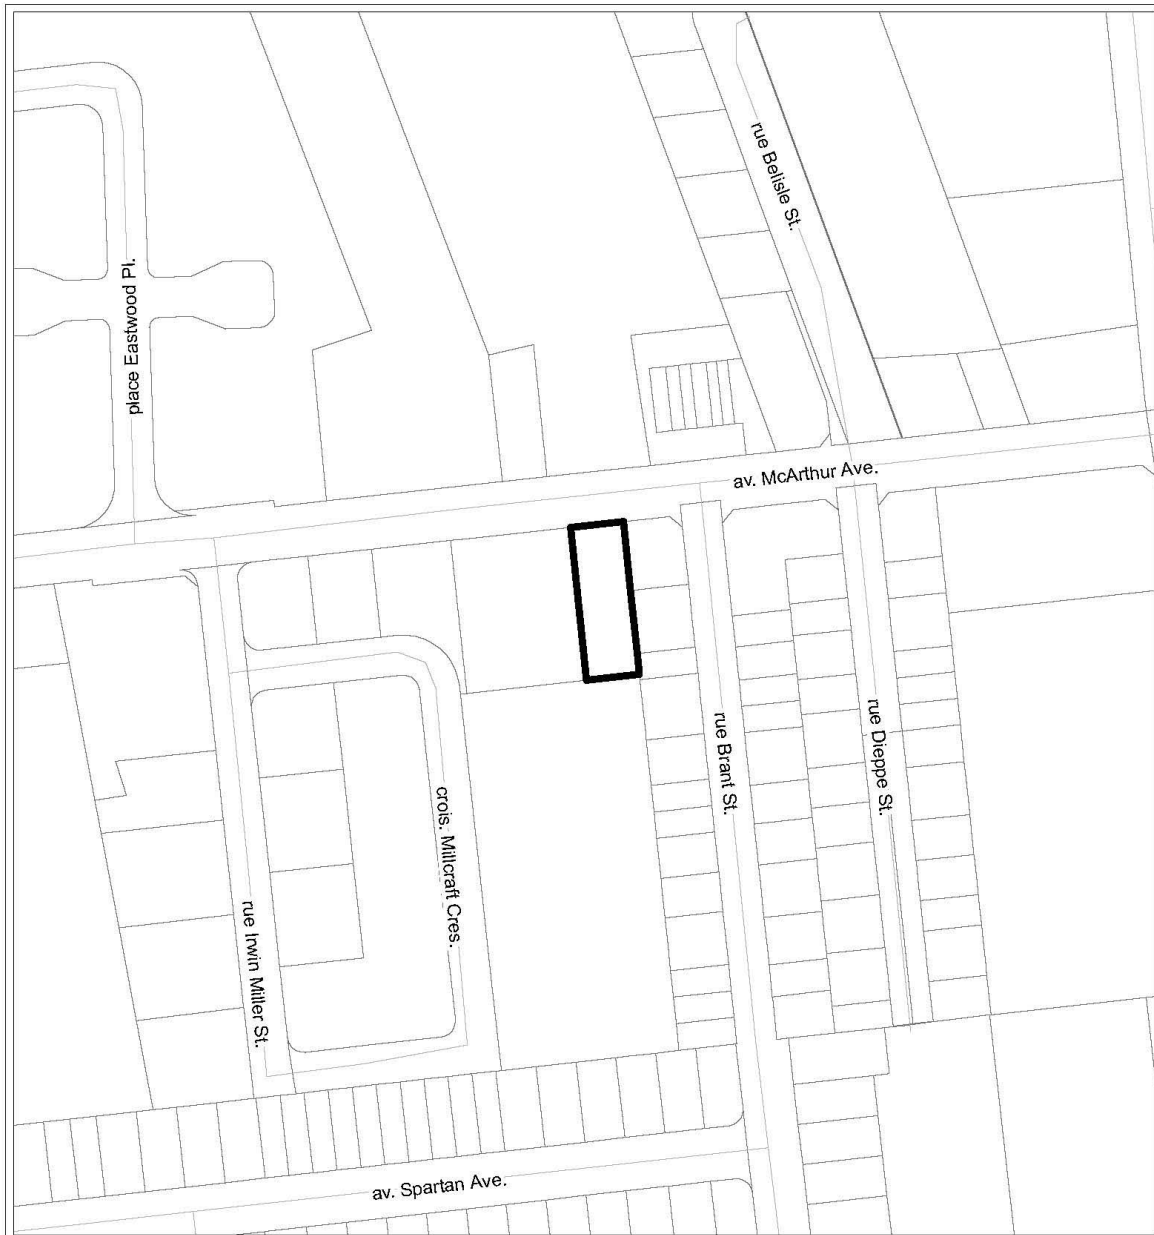 rue Belisle St.
place Eastwood Pl.
av. McArthur Ave.
rue Brant St.
rue Dieppe St.
crois. Millcraft Cres.
rue Irwin Miller St.
av. Spartan Ave.